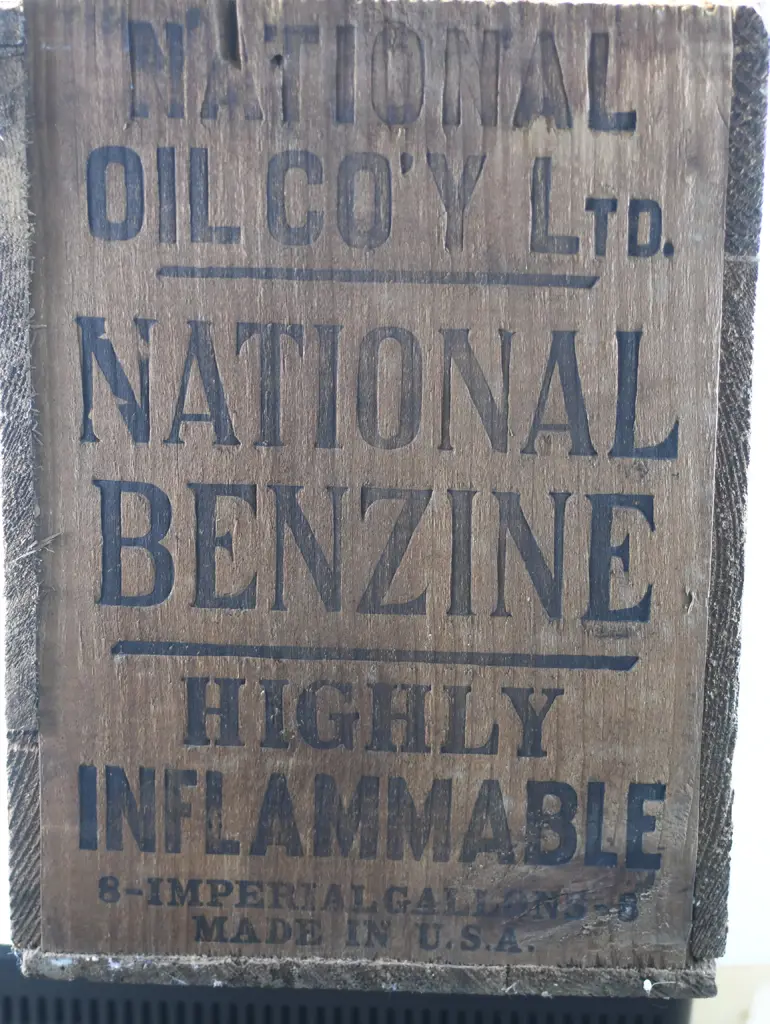 NATIONAL
OIL CO'Y LTD.
NATIONAL
BENZINE
HIGHLY
INFLAMMABLE
8-IMPERIAL GALLONS-8
MADE IN U.S.A.